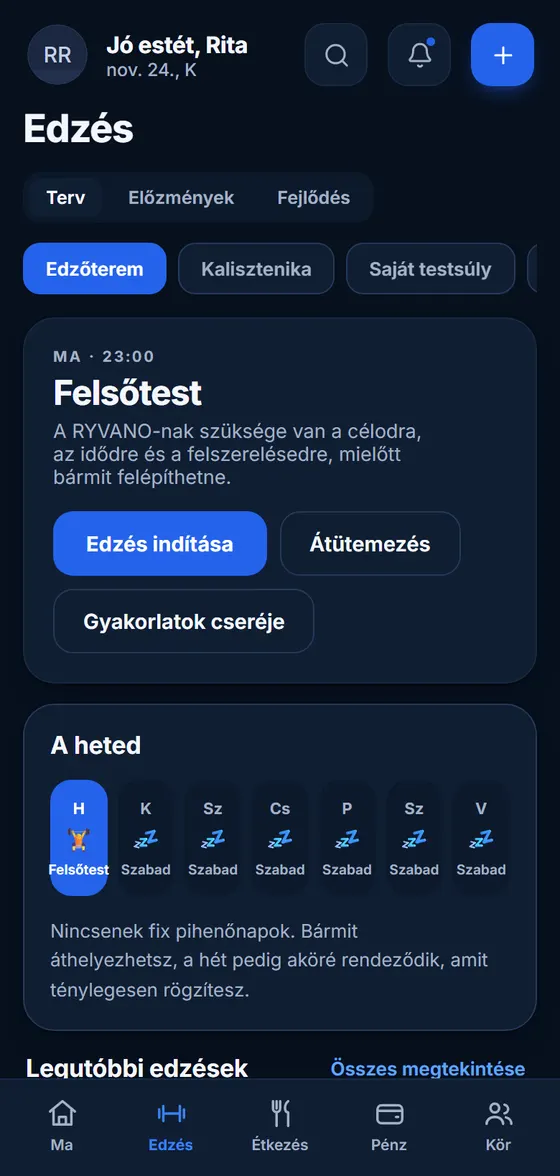 RR
Jó estét, Rita
nov. 24., K
Edzés
Terv Előzmények Fejlődés
Edzőterem Kalisztenika Saját testsúly
MA · 23:00
Felsőtest
A RYVANO-nak szüksége van a célodra,
az idődre és a felszerelésedre, mielőtt
bármit felépíthetne.
Edzés indítása Átütemezés
Gyakorlatok cseréje
A heted
H K Sz Cs P Sz V
Felsőtest Szabad Szabad Szabad Szabad Szabad Szabad
Nincsenek fix pihenőnapok. Bármit
áthelyezhetsz, a hét pedig aköré rendeződik, amit
ténylegesen rögzítesz.
Legutóbbi edzések Összes megtekintése
Ma Edzés Étkezés Pénz Kör